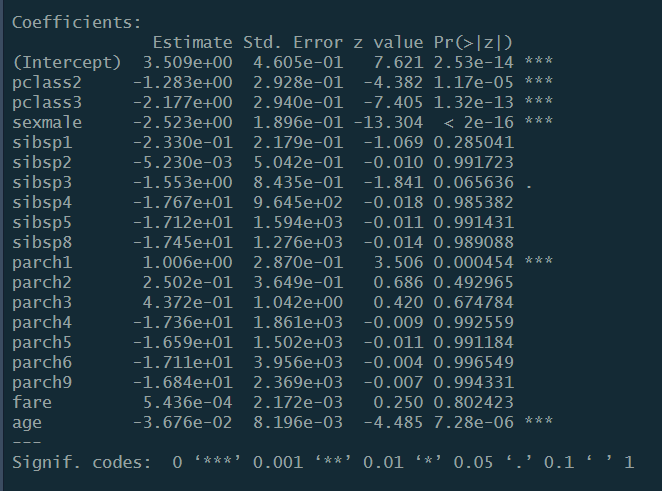 Coefficients:
              Estimate Std. Error z value Pr(>|z|)
(Intercept)  3.509e+00  4.605e-01   7.621 2.53e-14 ***
pclass2     -1.283e+00  2.928e-01  -4.382 1.17e-05 ***
pclass3     -2.177e+00  2.940e-01  -7.405 1.32e-13 ***
sexmale     -2.523e+00  1.896e-01 -13.304  < 2e-16 ***
sibsp1      -2.330e-01  2.179e-01  -1.069 0.285041
sibsp2      -5.230e-03  5.042e-01  -0.010 0.991723
sibsp3      -1.553e+00  8.435e-01  -1.841 0.065636 .
sibsp4      -1.767e+01  9.645e+02  -0.018 0.985382
sibsp5      -1.712e+01  1.594e+03  -0.011 0.991431
sibsp8      -1.745e+01  1.276e+03  -0.014 0.989088
parch1       1.006e+00  2.870e-01   3.506 0.000454 ***
parch2       2.502e-01  3.649e-01   0.686 0.492965
parch3       4.372e-01  1.042e+00   0.420 0.674784
parch4      -1.736e+01  1.861e+03  -0.009 0.992559
parch5      -1.659e+01  1.502e+03  -0.011 0.991184
parch6      -1.711e+01  3.956e+03  -0.004 0.996549
parch9      -1.684e+01  2.369e+03  -0.007 0.994331
fare         5.436e-04  2.172e-03   0.250 0.802423
age         -3.676e-02  8.196e-03  -4.485 7.28e-06 ***
---
Signif. codes:  0 ‘***’ 0.001 ‘**’ 0.01 ‘*’ 0.05 ‘.’ 0.1 ‘ ’ 1